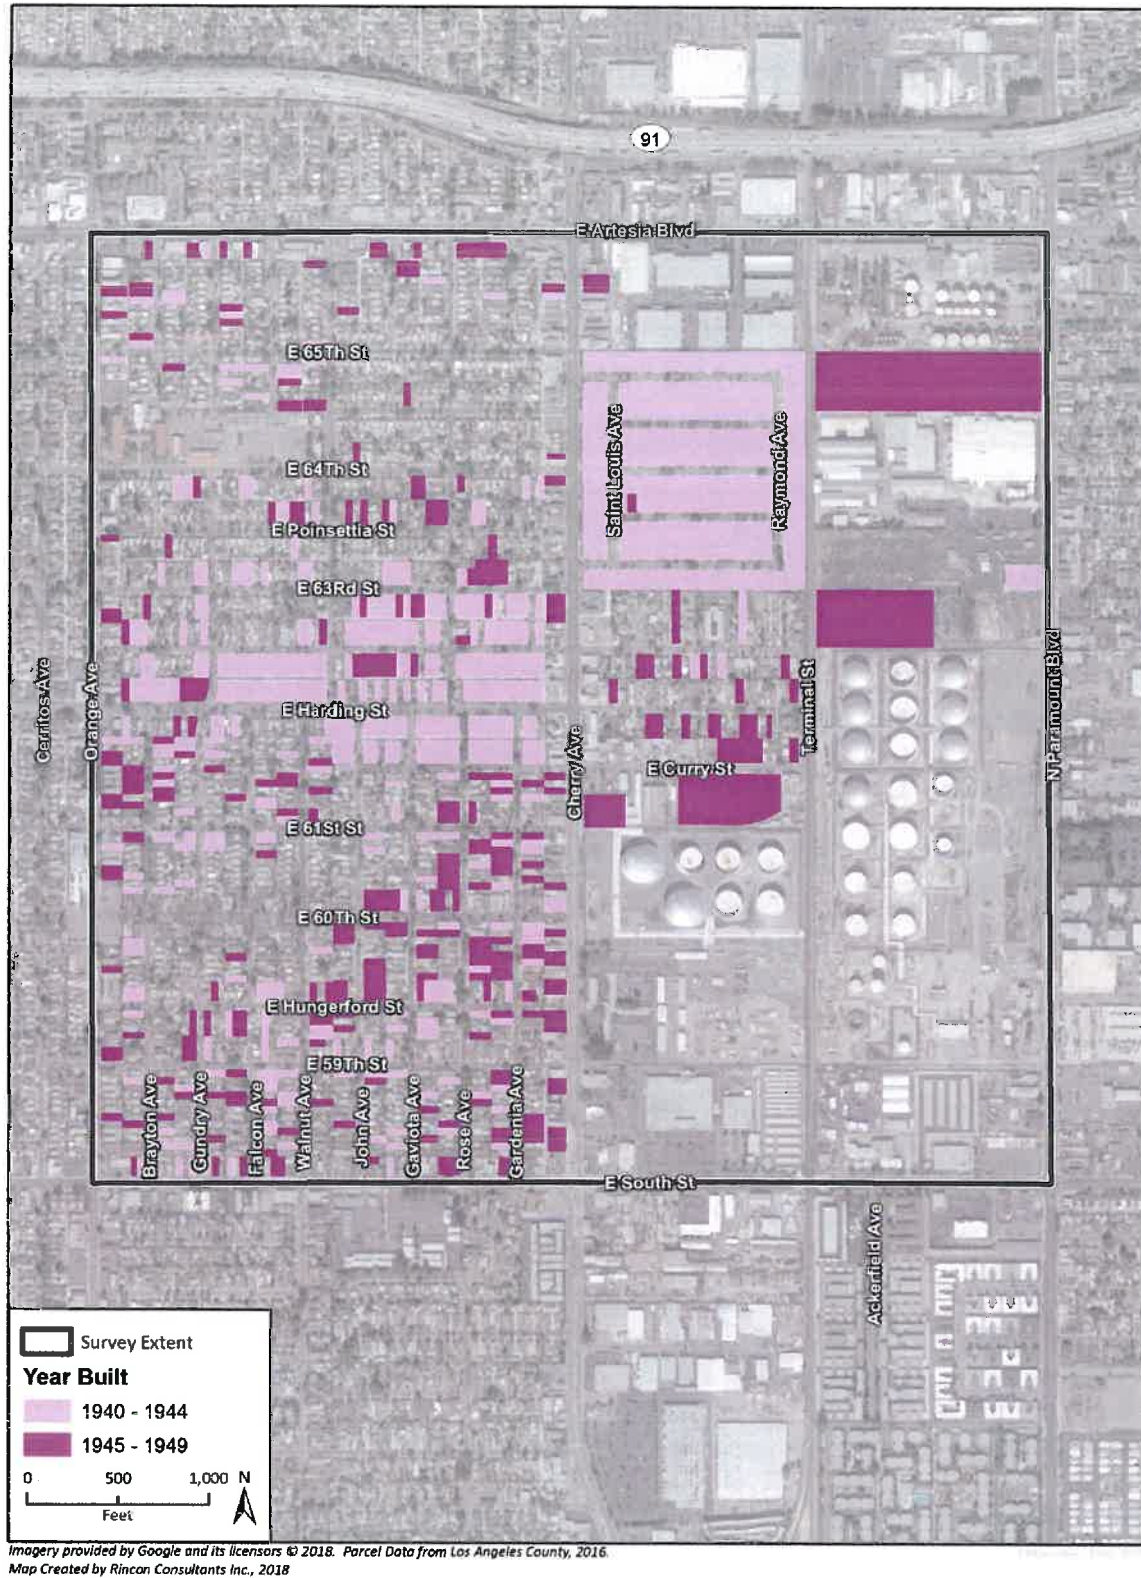 91
E Artesia Blvd
E 65Th St
E 64Th St
Saint Louis Ave
Raymond Ave
E Poinsettia St
E 63Rd St
Cerritos Ave
Orange Ave
E Harding St
Cherry Ave
Terminal St
N Paramount Blvd
E Curry St
E 61St St
E 60Th St
E Hungerford St
E 59Th St
Brayton Ave
Gundry Ave
Falcon Ave
Walnut Ave
John Ave
Gaviota Ave
Rose Ave
Gardenia Ave
E South St
Ackerfield Ave
Survey Extent
Year Built
1940 - 1944
1945 - 1949
0 500 1,000 N
Feet
Imagery provided by Google and its licensors © 2018. Parcel Data from Los Angeles County, 2016.
Map Created by Rincon Consultants Inc., 2018